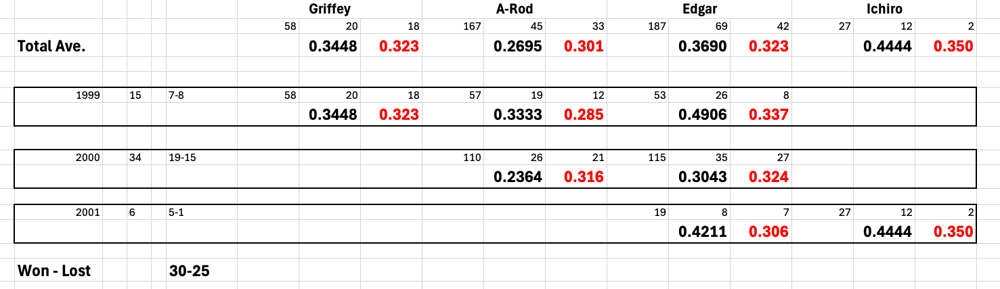 Griffey A-Rod Edgar Ichiro
58 20 18 167 45 33 187 69 42 27 12 2
Total Ave. 0.3448 0.323 0.2695 0.301 0.3690 0.323 0.4444 0.350
1999 15 7-8 58 20 18 57 19 12 53 26 8
0.3448 0.323 0.3333 0.285 0.4906 0.337
2000 34 19-15 110 26 21 115 35 27
0.2364 0.316 0.3043 0.324
2001 6 5-1 19 8 7 27 12 2
0.4211 0.306 0.4444 0.350
Won - Lost 30-25